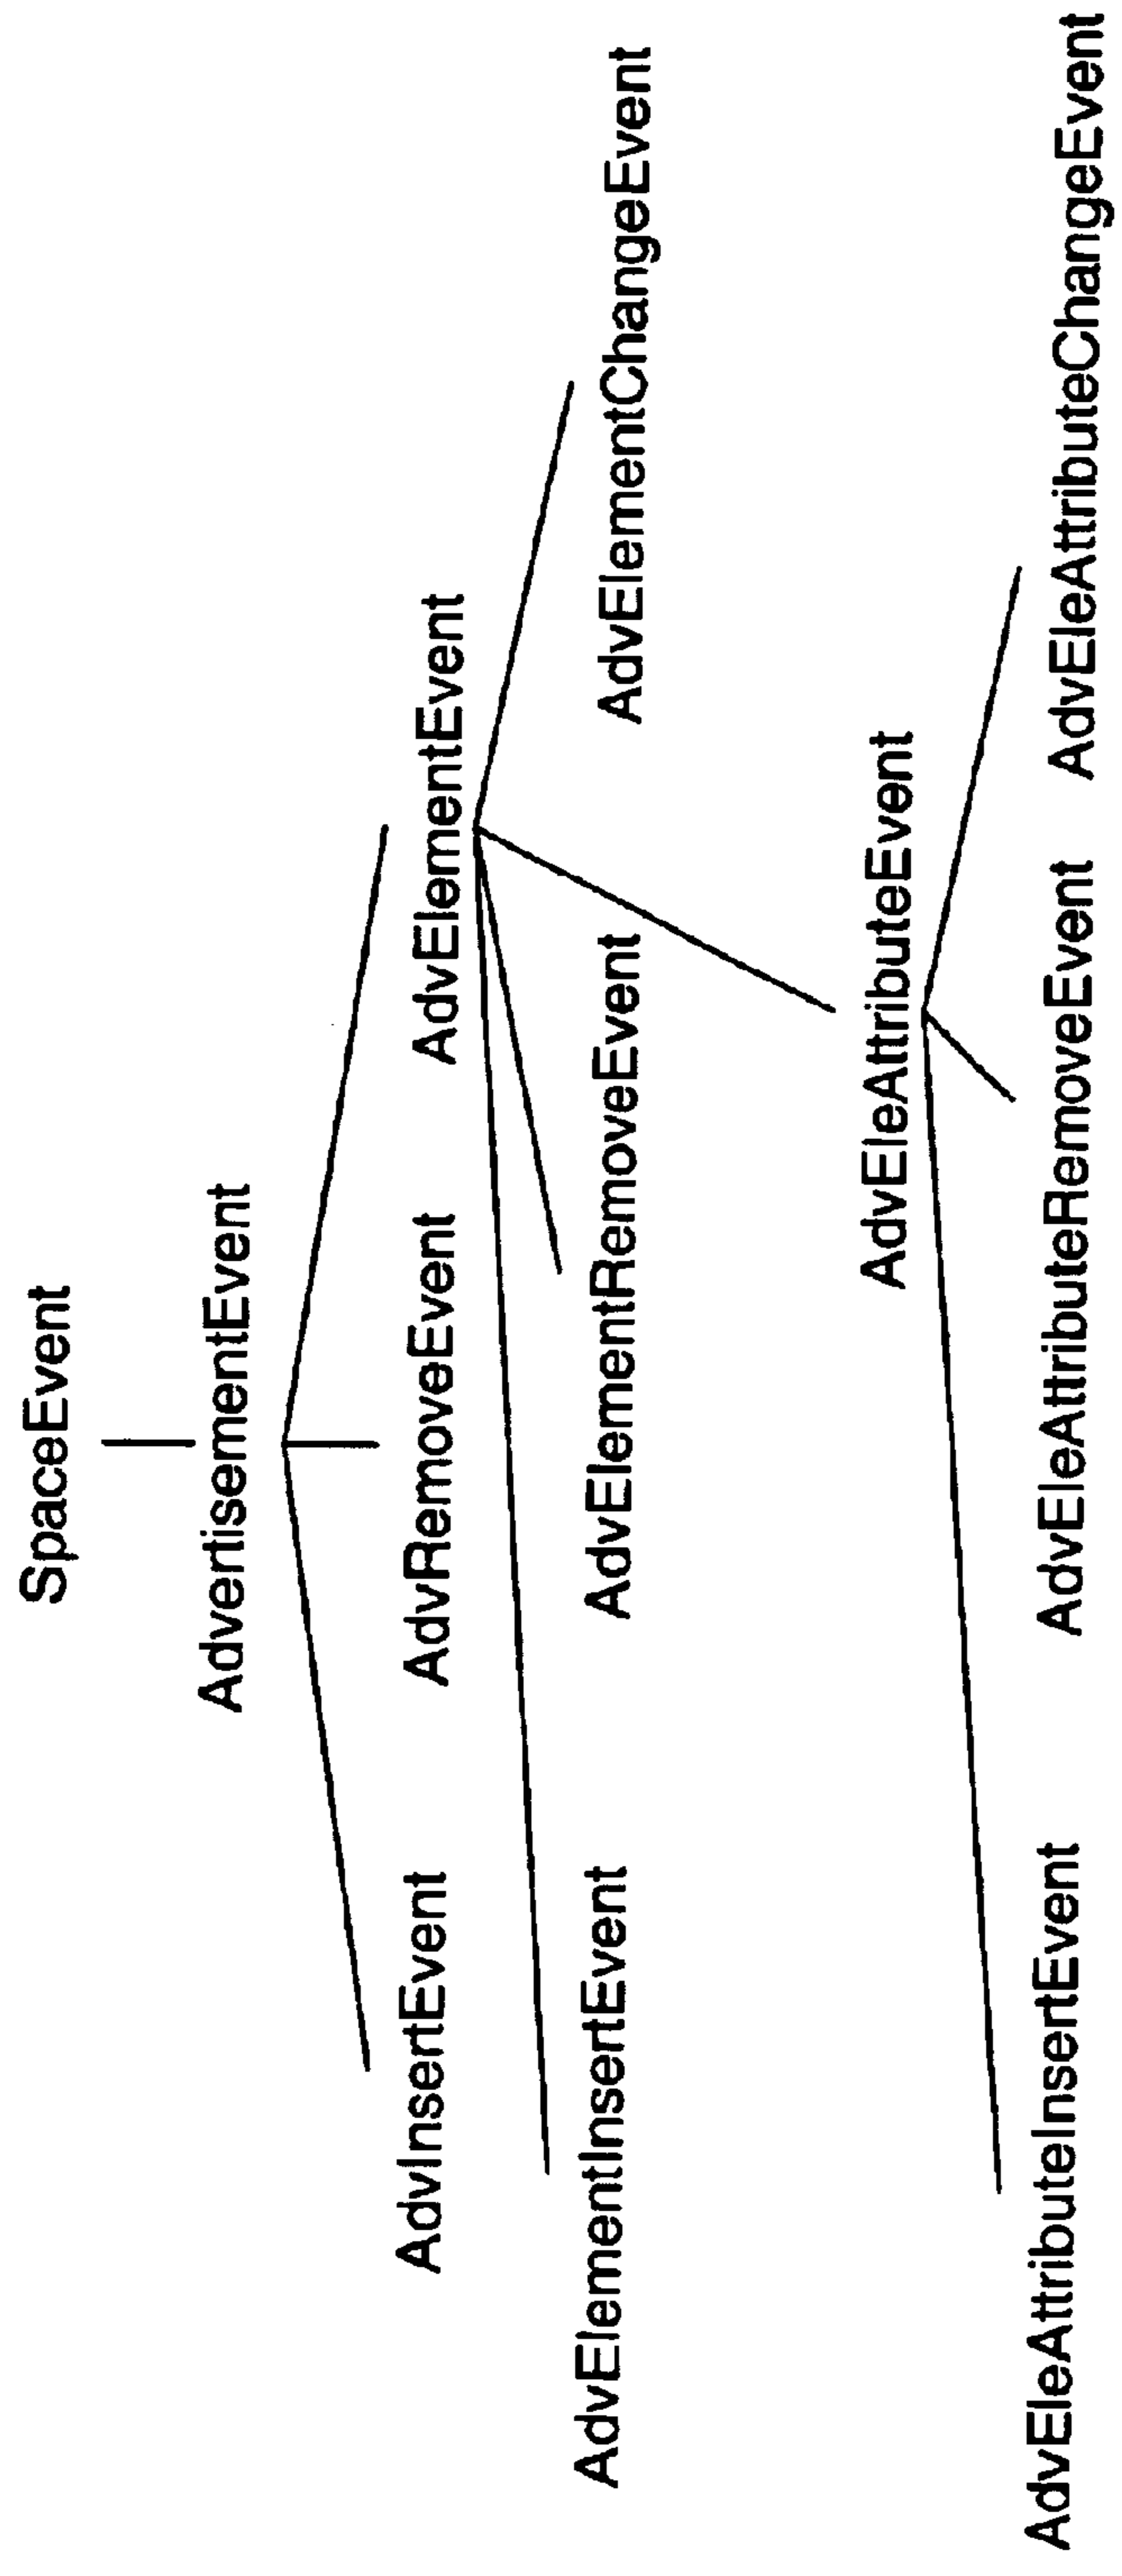 SpaceEvent
AdvertisementEvent
AdvInsertEvent
AdvRemoveEvent
AdvElementEvent
AdvElementInsertEvent
AdvElementRemoveEvent
AdvElementChangeEvent
AdvEleAttributeEvent
AdvEleAttributeInsertEvent
AdvEleAttributeRemoveEvent
AdvEleAttributeChangeEvent